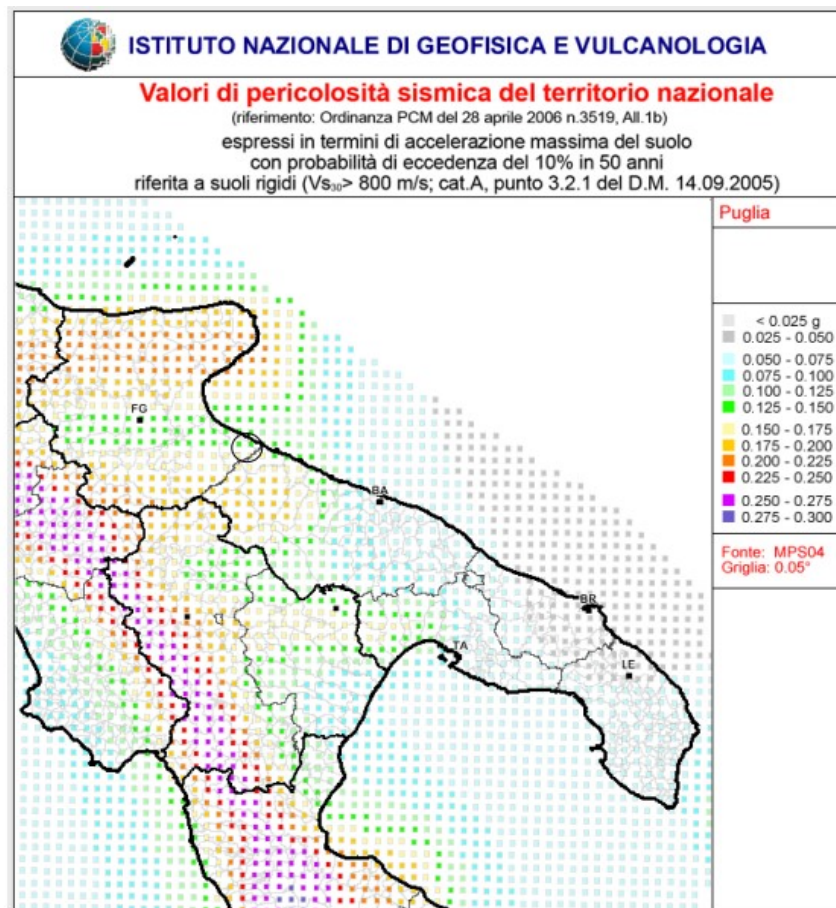 ISTITUTO NAZIONALE DI GEOFISICA E VULCANOLOGIA
Valori di pericolosità sismica del territorio nazionale
(riferimento: Ordinanza PCM del 28 aprile 2006 n.3519, All.1b)
espressi in termini di accelerazione massima del suolo
con probabilità di eccedenza del 10% in 50 anni
riferita a suoli rigidi (Vs₃₀> 800 m/s; cat.A, punto 3.2.1 del D.M. 14.09.2005)
Puglia
< 0.025 g
0.025 - 0.050
0.050 - 0.075
0.075 - 0.100
0.100 - 0.125
0.125 - 0.150
0.150 - 0.175
0.175 - 0.200
0.200 - 0.225
0.225 - 0.250
0.250 - 0.275
0.275 - 0.300
Fonte: MPS04
Griglia: 0.05°
FG
BA
BR
TA
LE